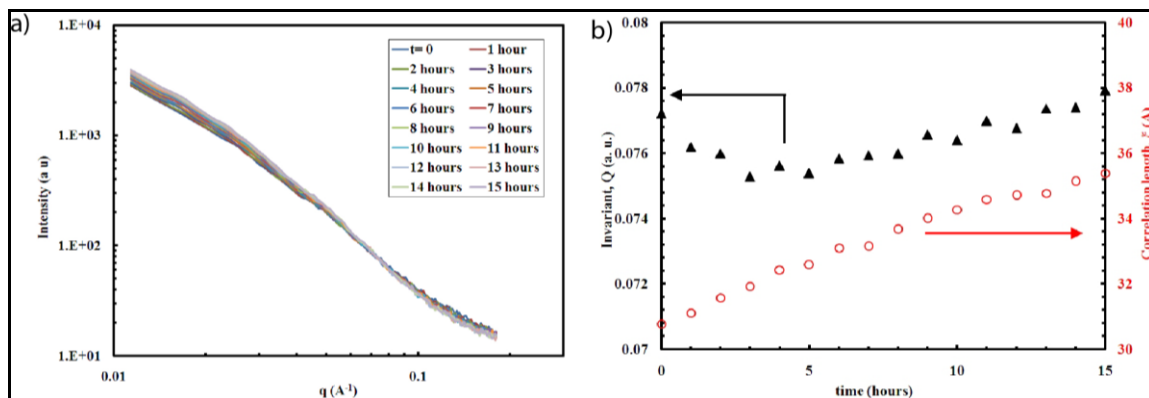 a)
1.E+04
1.E+03
1.E+02
1.E+01
Intensity (a u)
0.01 0.1
q (A-1)
t= 0 1 hour
2 hours 3 hours
4 hours 5 hours
6 hours 7 hours
8 hours 9 hours
10 hours 11 hours
12 hours 13 hours
14 hours 15 hours
b)
0.08
0.078
0.076
0.074
0.072
0.07
Invariant, Q (a. u.)
0 5 10 15
time (hours)
40
38
36
34
32
30
Correlation length, ξ (A)